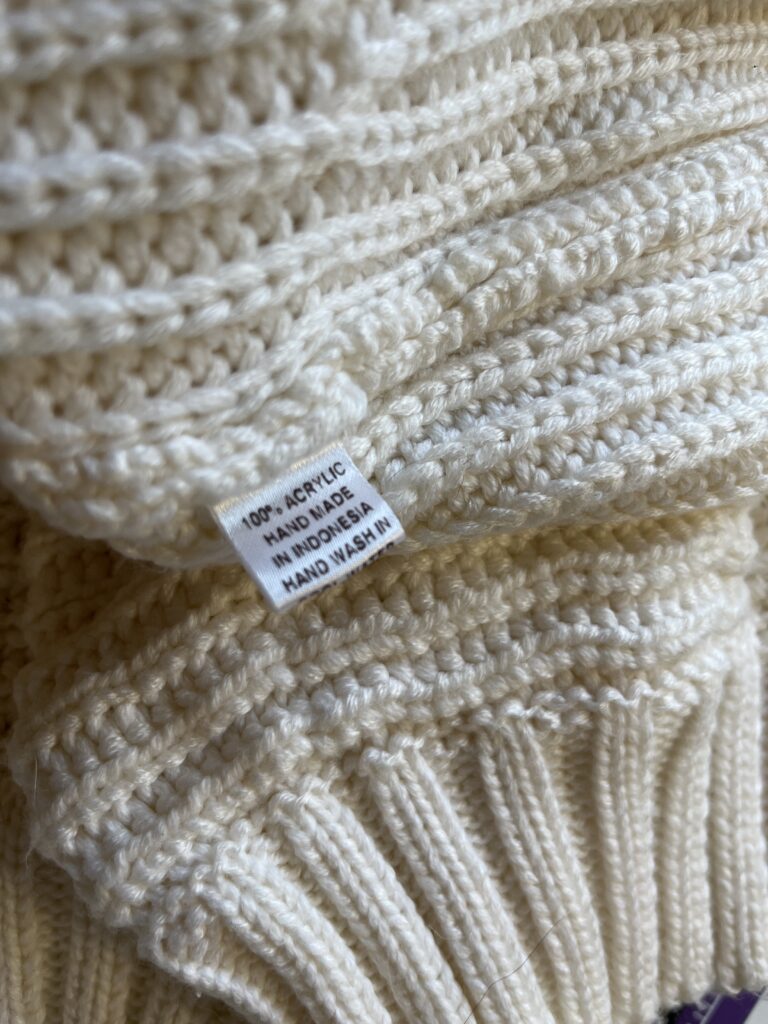 100% ACRYLIC
HAND MADE
IN INDONESIA
HAND WASH IN